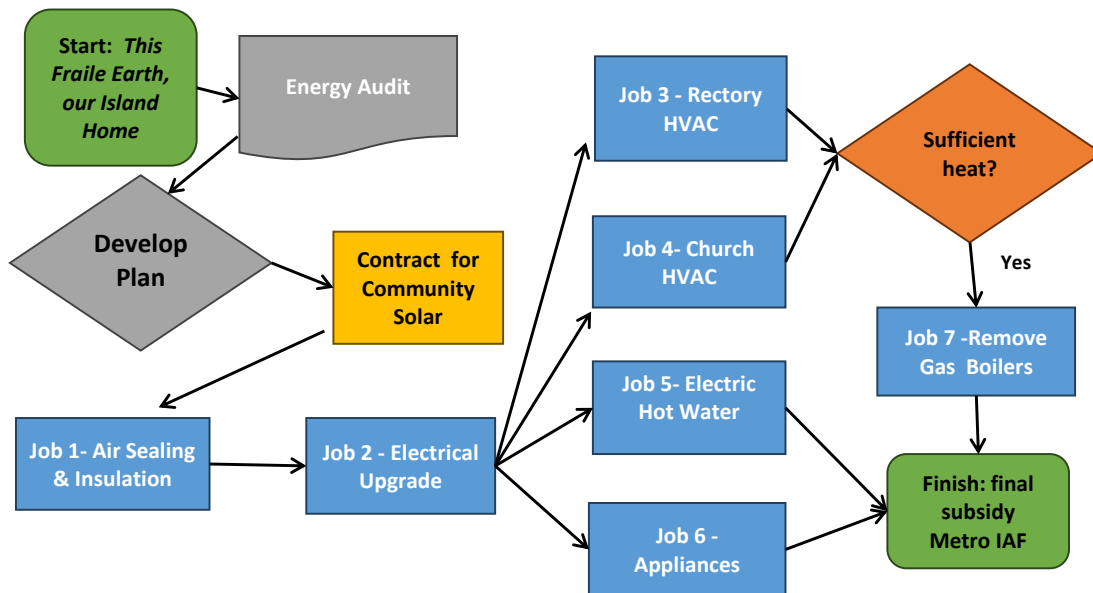 Start:  This
Fraile Earth,
our Island
Home
Energy Audit
Develop
Plan
Contract  for
Community
Solar
Job 1- Air Sealing
& Insulation
Job 2 - Electrical
Upgrade
Job 3 - Rectory
HVAC
Job 4- Church
HVAC
Job 5- Electric
Hot Water
Job 6 -
Appliances
Sufficient
heat?
Yes
Job 7 -Remove
Gas  Boilers
Finish: final
subsidy
Metro IAF